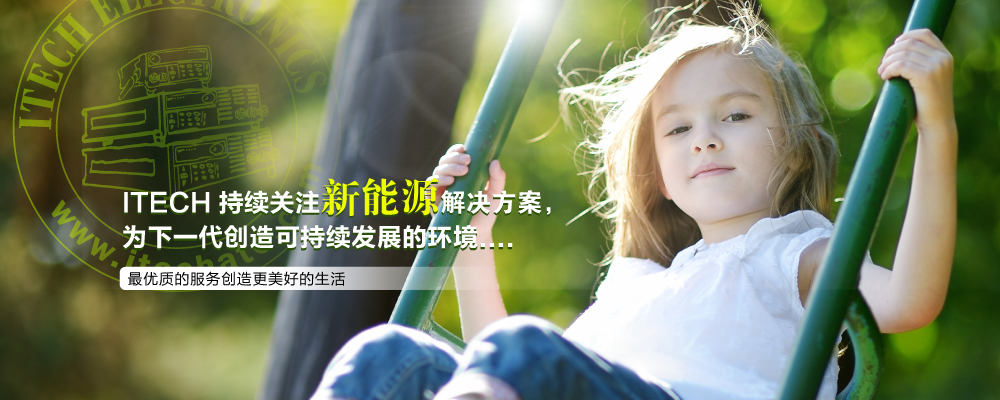 ITECH ELECTRONICS
ITECH 持续关注新能源解决方案，
为下一代创造可持续发展的环境....
最优质的服务创造更美好的生活